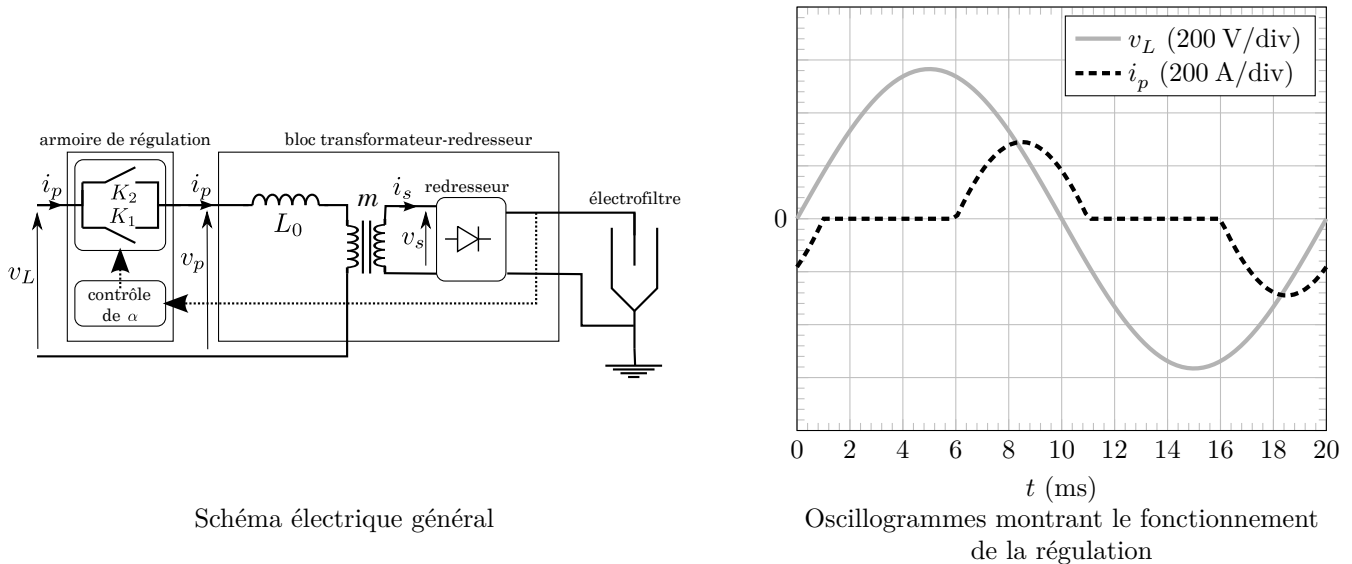 armoire de régulation
bloc transformateur-redresseur
i_p
K_2
K_1
i_p
L_0
m
i_s
redresseur
électrofiltre
v_L
v_p
v_s
contrôle
de α
Schéma électrique général
v_L (200 V/div)
i_p (200 A/div)
0
0 2 4 6 8 10 12 14 16 18 20
t (ms)
Oscillogrammes montrant le fonctionnement
de la régulation